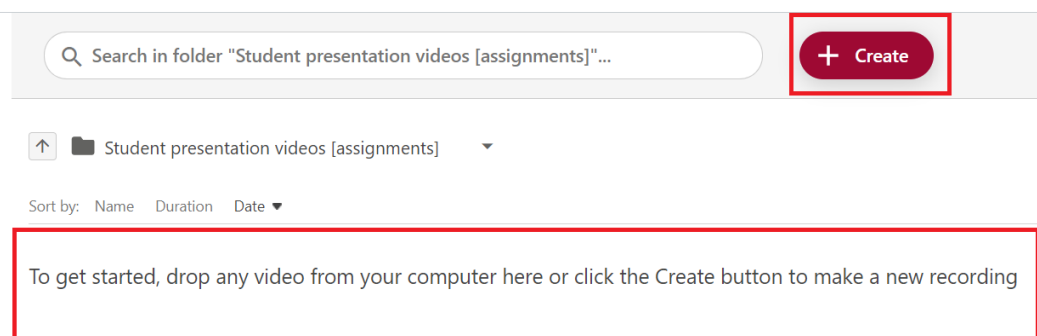 Search in folder "Student presentation videos [assignments]"...
+ Create
Student presentation videos [assignments]
Sort by: Name Duration Date
To get started, drop any video from your computer here or click the Create button to make a new recording